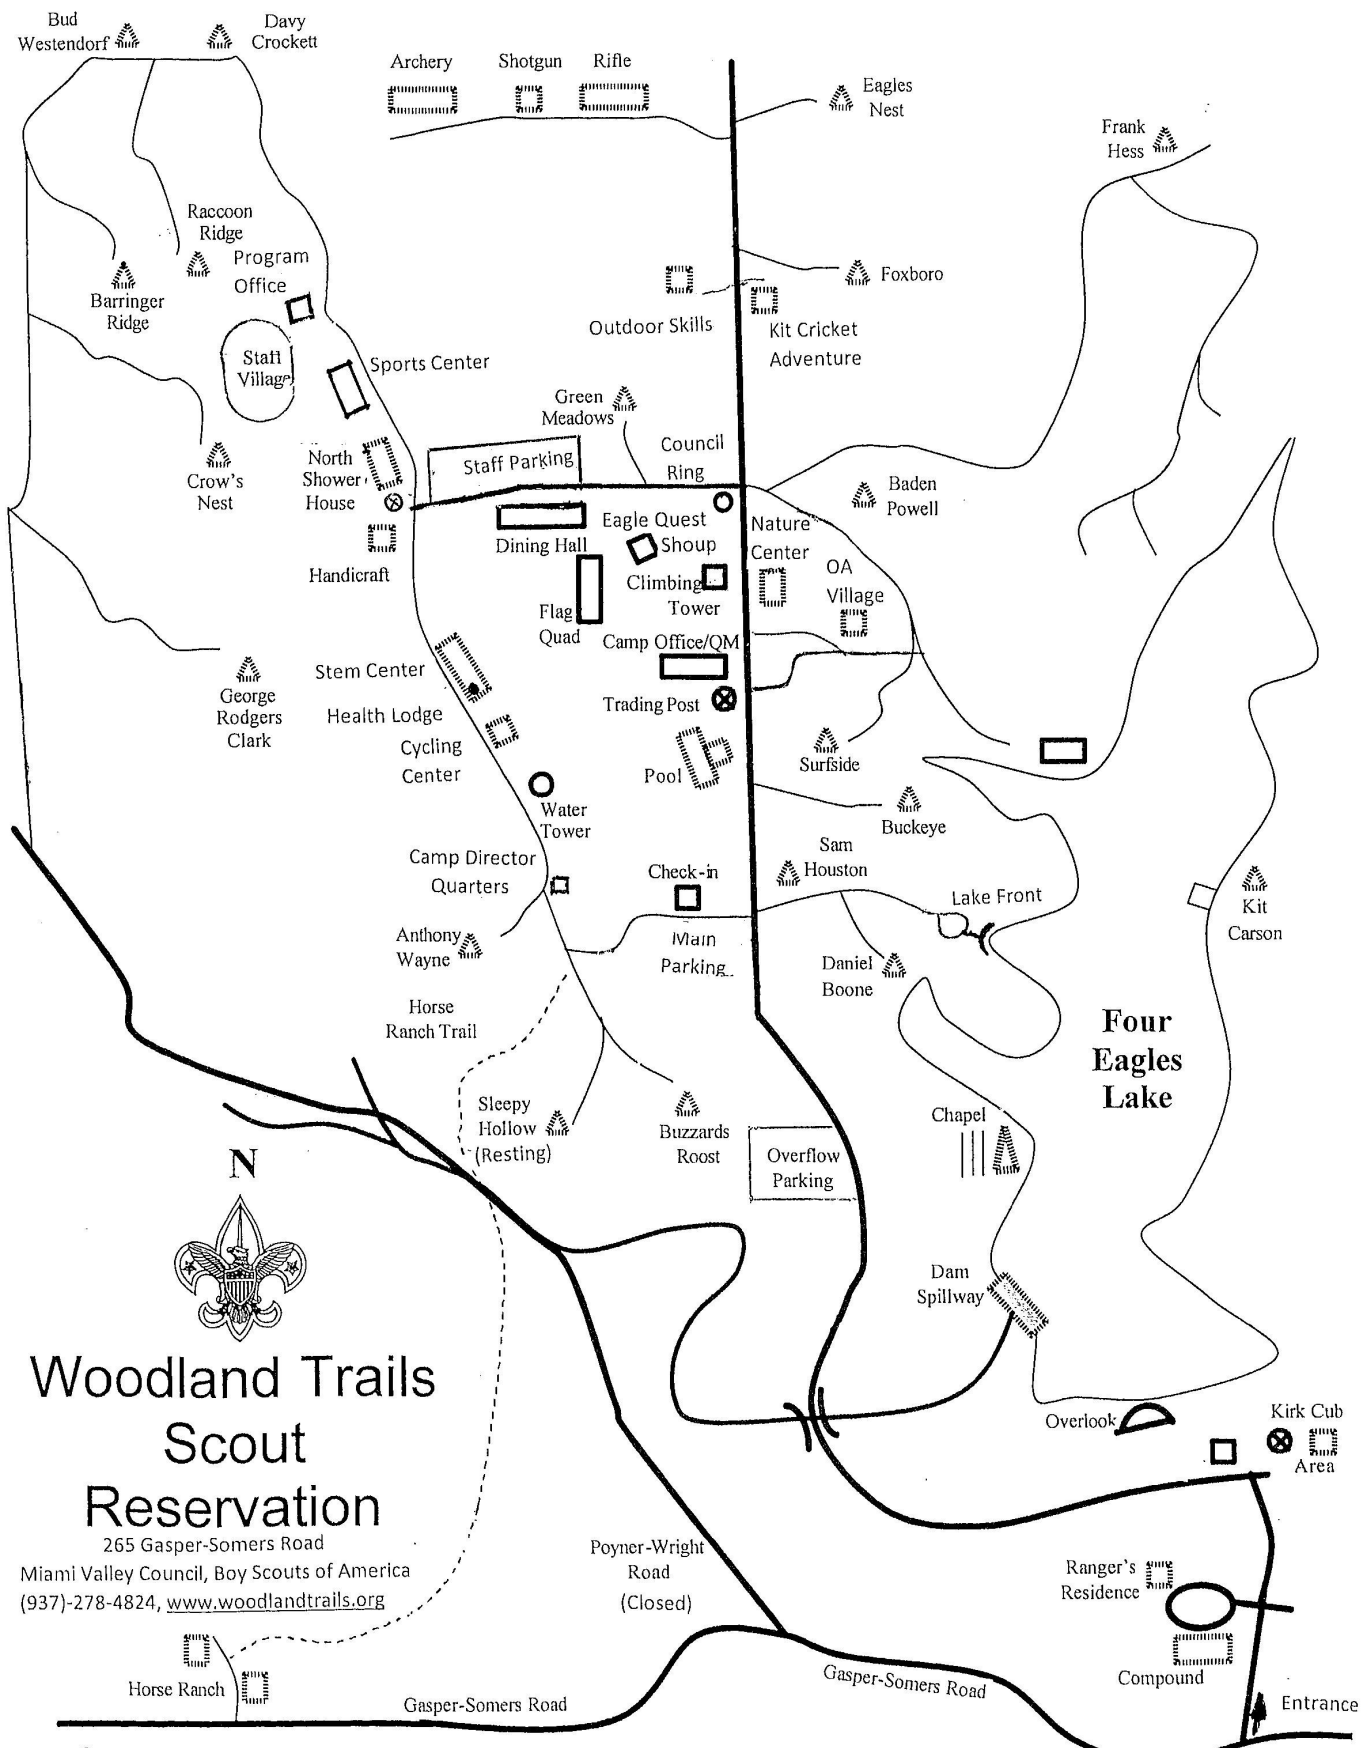 Bud
Westendorf
Davy
Crockett
Archery
Shotgun
Rifle
Eagles
Nest
Frank
Hess
Raccoon
Ridge
Program
Office
Barringer
Ridge
Foxboro
Outdoor Skills
Kit Cricket
Adventure
Staff
Village
Sports Center
Green
Meadows
Council
Ring
North
Shower
House
Staff Parking
Crow's
Nest
Baden
Powell
Dining Hall
Eagle Quest
Shoup
Nature
Center
Handicraft
Climbing
Tower
OA
Village
Flag
Quad
Camp Office/QM
Stem Center
George
Rodgers
Clark
Health Lodge
Trading Post
Cycling
Center
Pool
Surfside
Water
Tower
Buckeye
Camp Director
Quarters
Check-in
Sam
Houston
Lake Front
Kit
Carson
Anthony
Wayne
Main
Parking
Daniel
Boone
Horse
Ranch Trail
Four
Eagles
Lake
Sleepy
Hollow
(Resting)
Buzzards
Roost
Chapel
Overflow
Parking
N
Dam
Spillway
Woodland Trails
Scout
Reservation
265 Gasper-Somers Road
Miami Valley Council, Boy Scouts of America
(937)-278-4824, www.woodlandtrails.org
Overlook
Kirk Cub
Area
Poyner-Wright
Road
(Closed)
Ranger's
Residence
Compound
Horse Ranch
Gasper-Somers Road
Gasper-Somers Road
Entrance